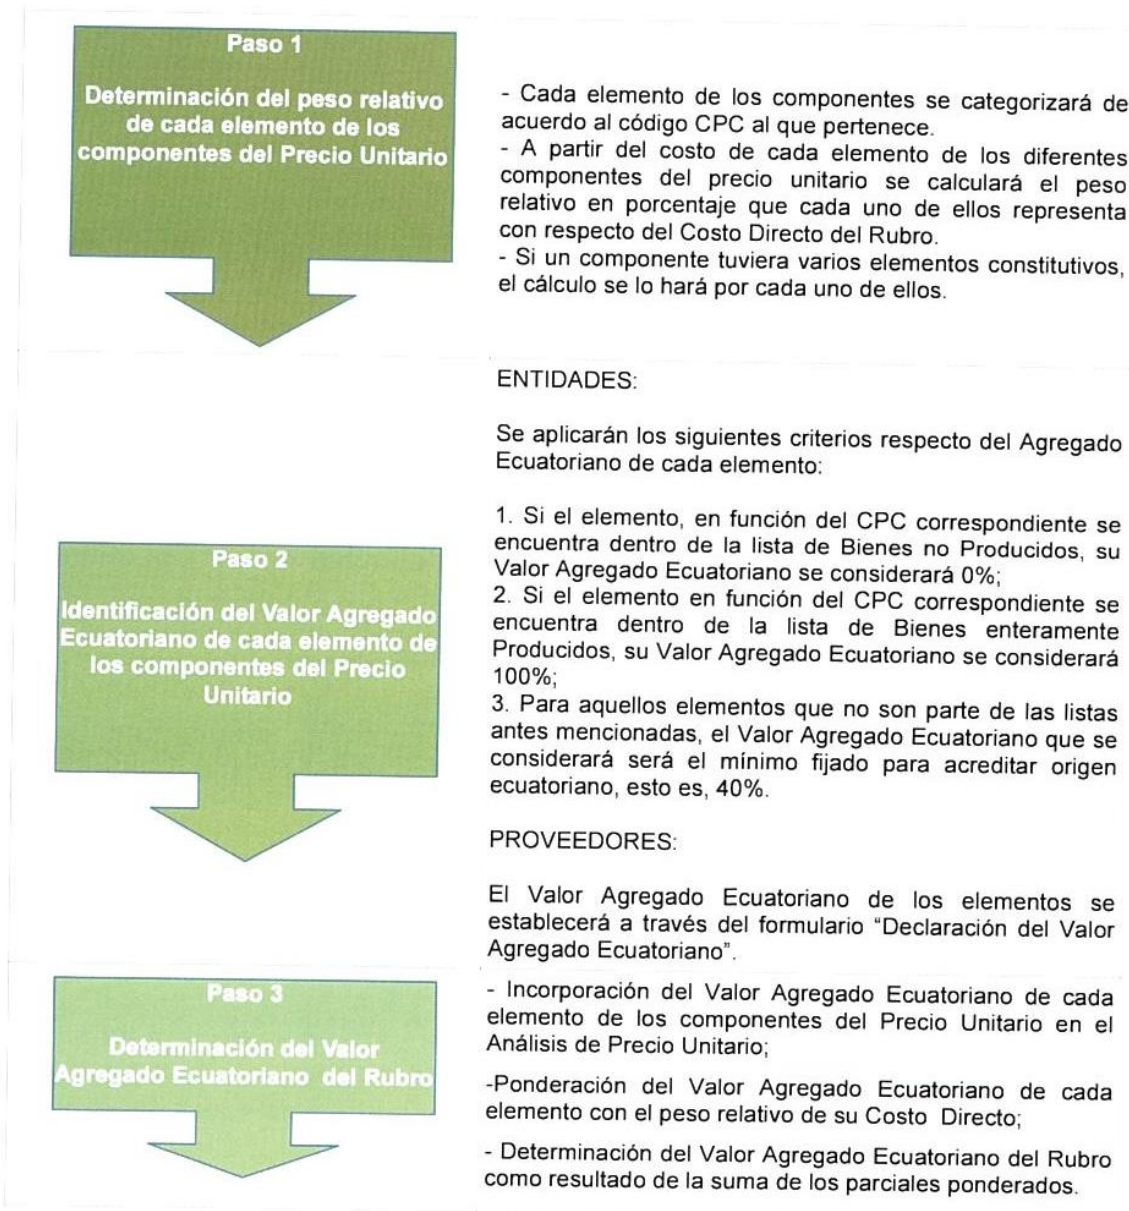 Paso 1
Determinación del peso relativo
de cada elemento de los
componentes del Precio Unitario
- Cada elemento de los componentes se categorizará de
acuerdo al código CPC al que pertenece.
- A partir del costo de cada elemento de los diferentes
componentes del precio unitario se calculará el peso
relativo en porcentaje que cada uno de ellos representa
con respecto del Costo Directo del Rubro.
- Si un componente tuviera varios elementos constitutivos,
el cálculo se lo hará por cada uno de ellos.
Paso 2
Identificación del Valor Agregado
Ecuatoriano de cada elemento de
los componentes del Precio
Unitario
ENTIDADES:
Se aplicarán los siguientes criterios respecto del Agregado
Ecuatoriano de cada elemento:
1. Si el elemento, en función del CPC correspondiente se
encuentra dentro de la lista de Bienes no Producidos, su
Valor Agregado Ecuatoriano se considerará 0%;
2. Si el elemento en función del CPC correspondiente se
encuentra dentro de la lista de Bienes enteramente
Producidos, su Valor Agregado Ecuatoriano se considerará
100%;
3. Para aquellos elementos que no son parte de las listas
antes mencionadas, el Valor Agregado Ecuatoriano que se
considerará será el mínimo fijado para acreditar origen
ecuatoriano, esto es, 40%.
PROVEEDORES:
El Valor Agregado Ecuatoriano de los elementos se
establecerá a través del formulario “Declaración del Valor
Agregado Ecuatoriano”.
Paso 3
Determinación del Valor
Agregado Ecuatoriano del Rubro
- Incorporación del Valor Agregado Ecuatoriano de cada
elemento de los componentes del Precio Unitario en el
Análisis de Precio Unitario;
-Ponderación del Valor Agregado Ecuatoriano de cada
elemento con el peso relativo de su Costo Directo;
- Determinación del Valor Agregado Ecuatoriano del Rubro
como resultado de la suma de los parciales ponderados.